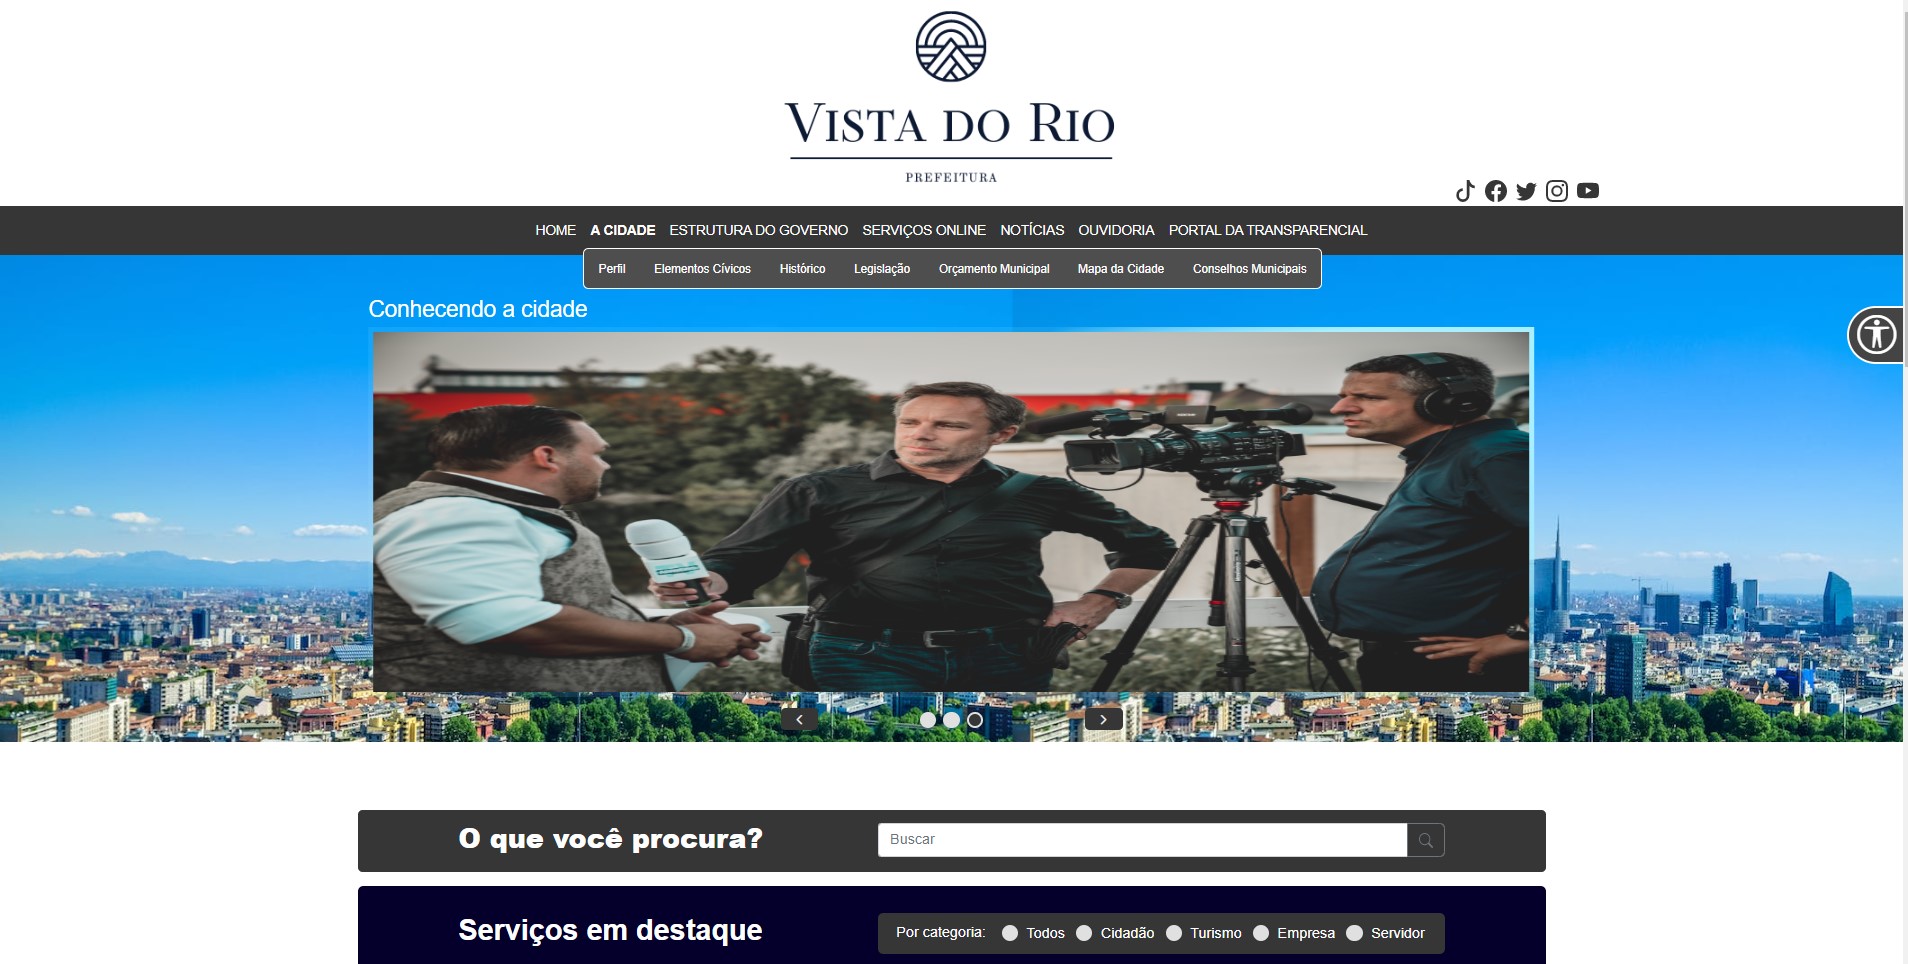 VISTA DO RIO
PREFEITURA
HOME A CIDADE ESTRUTURA DO GOVERNO SERVIÇOS ONLINE NOTÍCIAS OUVIDORIA PORTAL DA TRANSPARENCIAL
Perfil Elementos Cívicos Histórico Legislação Orçamento Municipal Mapa da Cidade Conselhos Municipais
Conhecendo a cidade
O que você procura? Buscar
Serviços em destaque Por categoria: Todos Cidadão Turismo Empresa Servidor